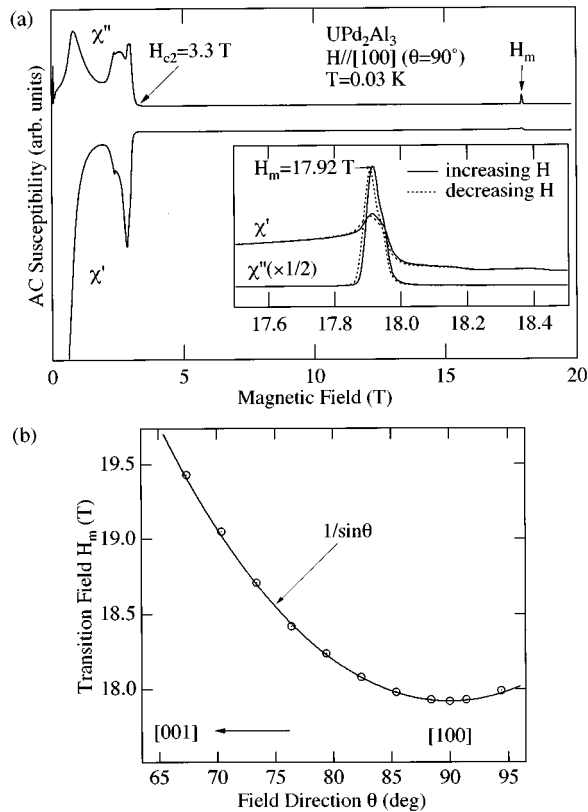 (a)
χ"
H_c2=3.3 T
UPd₂Al₃
H//[100] (θ=90°)
T=0.03 K
H_m
AC Susceptibility (arb. units)
χ'
H_m=17.92 T
increasing H
decreasing H
χ'
χ"(×1/2)
17.6 17.8 18.0 18.2 18.4
0 5 10 15 20
Magnetic Field (T)
(b)
Transition Field H_m (T)
19.5
19.0
18.5
18.0
1/sinθ
[001]
[100]
65 70 75 80 85 90 95
Field Direction θ (deg)